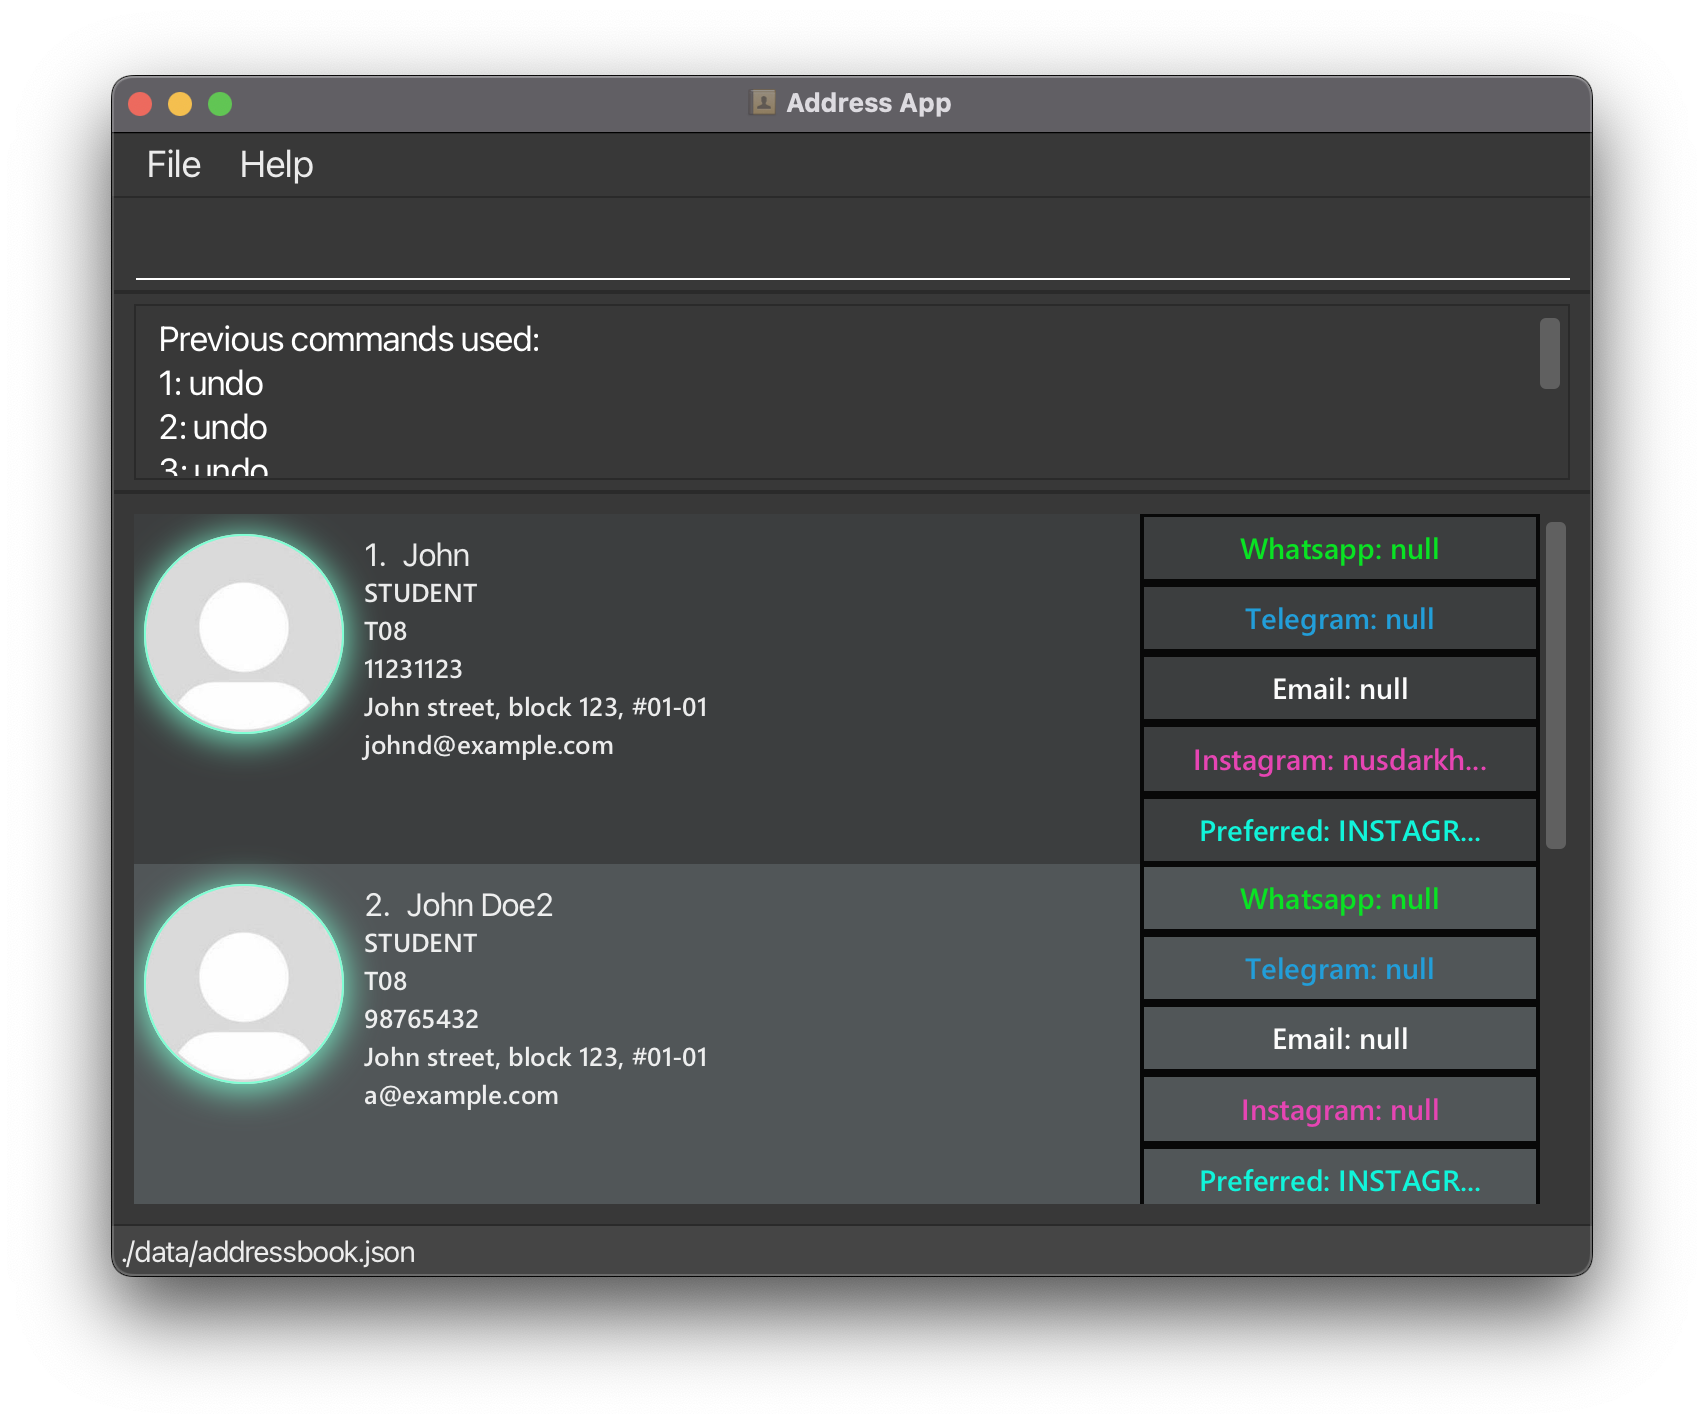 Address App
File Help
Previous commands used:
1: undo
2: undo
3: undo
1. John
STUDENT
T08
11231123
John street, block 123, #01-01
johnd@example.com
Whatsapp: null
Telegram: null
Email: null
Instagram: nusdarkh...
Preferred: INSTAGR...
2. John Doe2
STUDENT
T08
98765432
John street, block 123, #01-01
a@example.com
Whatsapp: null
Telegram: null
Email: null
Instagram: null
Preferred: INSTAGR...
./data/addressbook.json